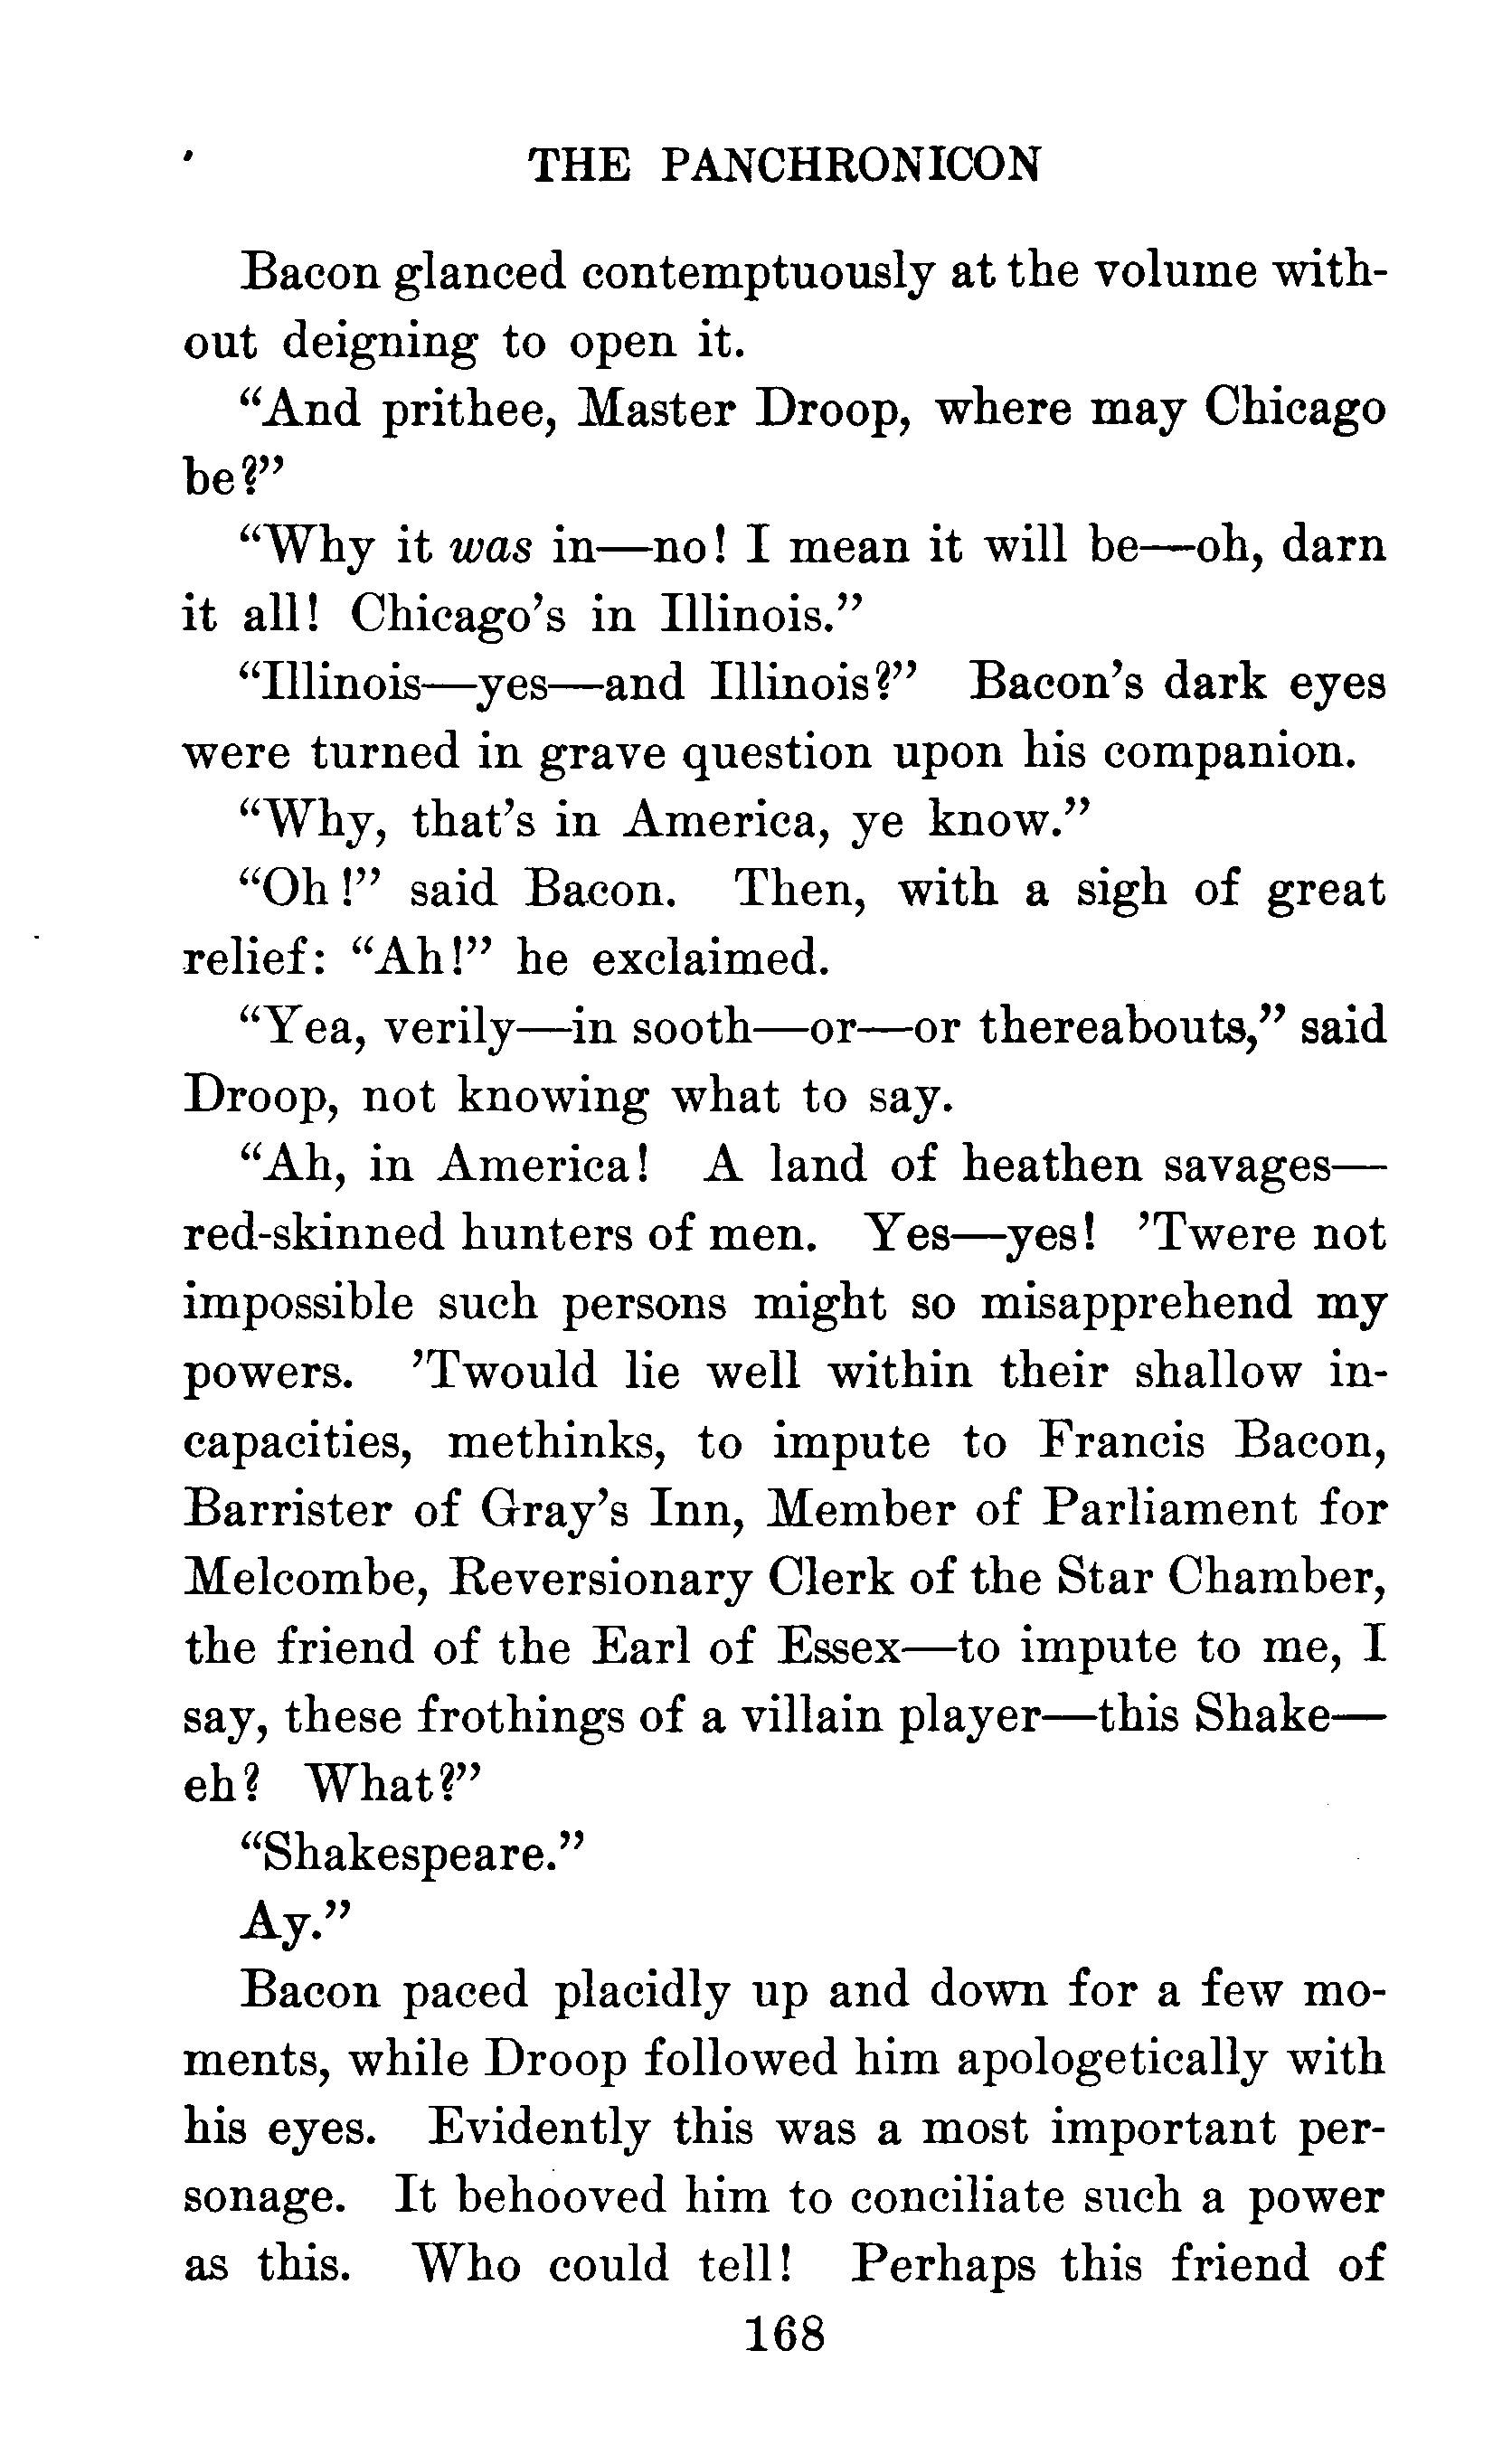 THE PANCHRONICON
Bacon glanced contemptuously at the volume with-
out deigning to open it.
“And prithee, Master Droop, where may Chicago
be?”
“Why it was in—no! I mean it will be—oh, darn
it all! Chicago’s in Illinois.”
“Illinois—yes—and Illinois?” Bacon’s dark eyes
were turned in grave question upon his companion.
“Why, that’s in America, ye know.”
“Oh!” said Bacon. Then, with a sigh of great
relief: “Ah!” he exclaimed.
“Yea, verily—in sooth—or—or thereabouts,” said
Droop, not knowing what to say.
“Ah, in America! A land of heathen savages—
red-skinned hunters of men. Yes—yes! ’Twere not
impossible such persons might so misapprehend my
powers. ’Twould lie well within their shallow in-
capacities, methinks, to impute to Francis Bacon,
Barrister of Gray’s Inn, Member of Parliament for
Melcombe, Reversionary Clerk of the Star Chamber,
the friend of the Earl of Essex—to impute to me, I
say, these frothings of a villain player—this Shake—
eh? What?”
“Shakespeare.”
Ay.”
Bacon paced placidly up and down for a few mo-
ments, while Droop followed him apologetically with
his eyes. Evidently this was a most important per-
sonage. It behooved him to conciliate such a power
as this. Who could tell! Perhaps this friend of
168